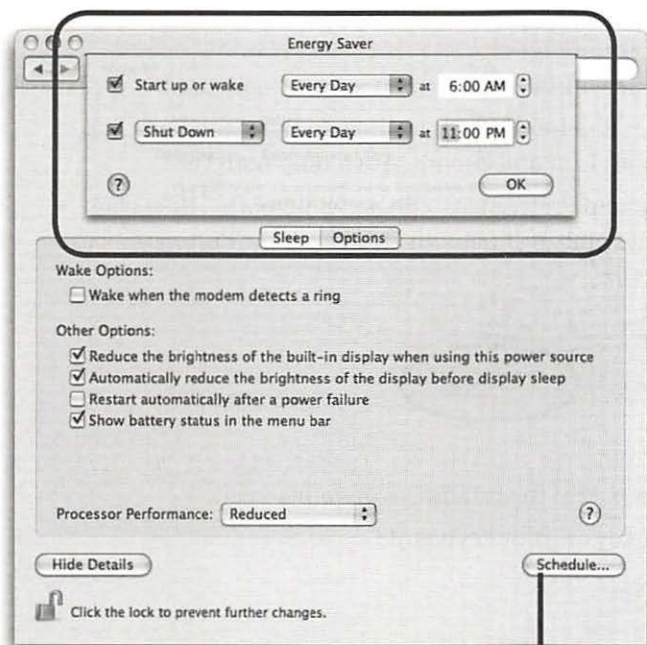 Energy Saver
Start up or wake Every Day at 6:00 AM
Shut Down Every Day at 11:00 PM
? OK
Sleep Options
Wake Options:
Wake when the modem detects a ring
Other Options:
Reduce the brightness of the built-in display when using this power source
Automatically reduce the brightness of the display before display sleep
Restart automatically after a power failure
Show battery status in the menu bar
Processor Performance: Reduced ?
Hide Details Schedule...
Click the lock to prevent further changes.